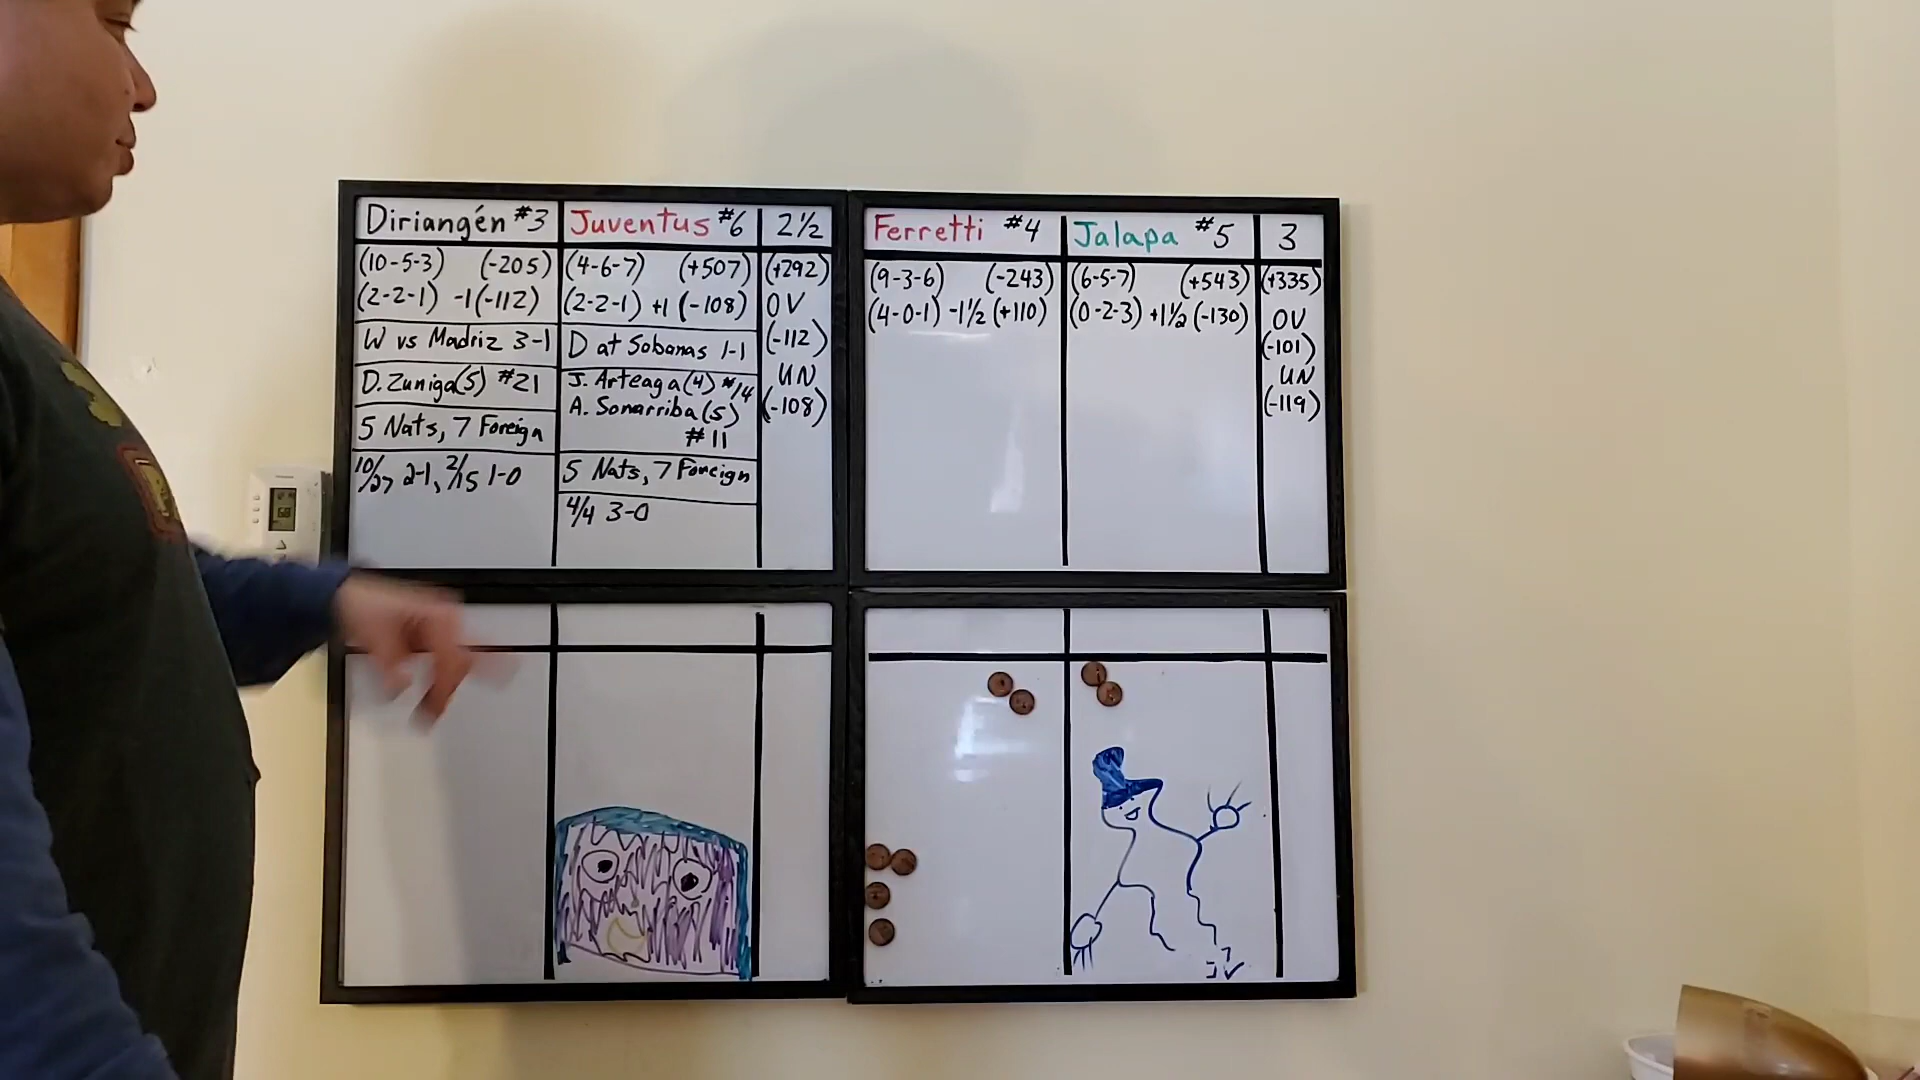 Diriangén #3
(10-5-3) (-205)
(2-2-1) -1(-112)
W vs Madriz 3-1
D. Zuniga(5) #21
5 Nats, 7 Foreign
10/27 2-1, 2/15 1-0
Juventus #6
(4-6-7) (+507)
(2-2-1) +1 (-108)
D at Sabanas 1-1
J. Arteaga(4) #14
A. Somarriba(5)
#11
5 Nats, 7 Foreign
4/4 3-0
2½
(+292)
OV
(-112)
UN
(-108)
Ferretti #4
(9-3-6) (-243)
(4-0-1) -1½ (+110)
Jalapa #5
(6-5-7) (+543)
(0-2-3) +1½ (-130)
3
(+335)
OV
(-101)
UN
(-119)
68